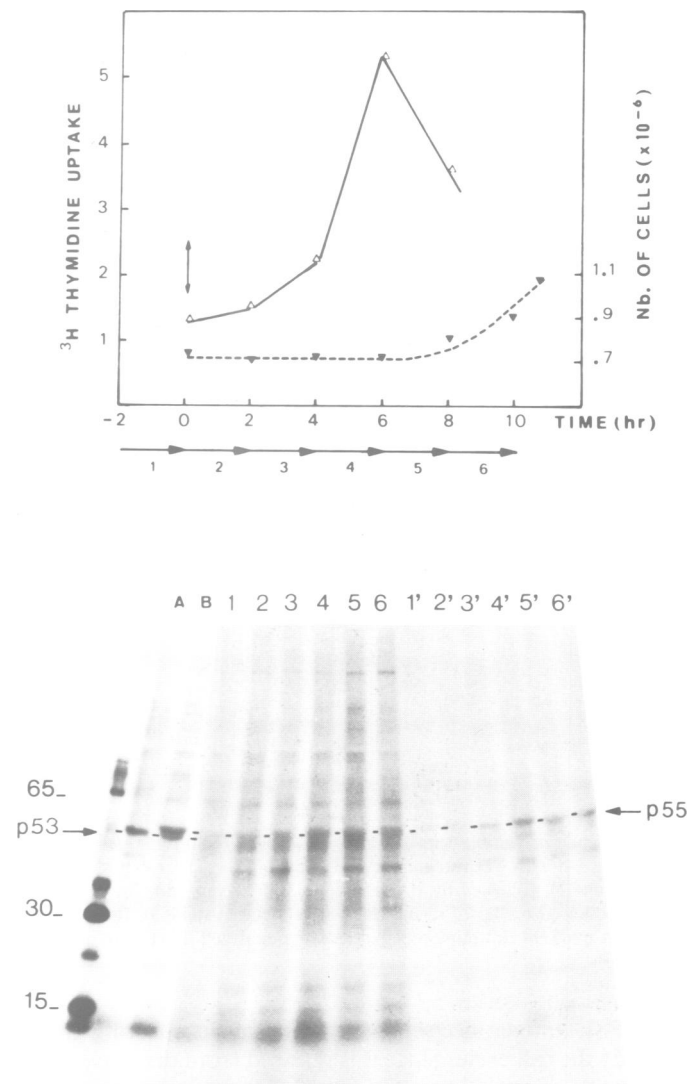 5
4
3
2
1
³H THYMIDINE UPTAKE
1.1
.9
.7
Nb. OF CELLS (x10⁻⁶)
-2 0 2 4 6 8 10 TIME (hr)
1 2 3 4 5 6
A B 1 2 3 4 5 6 1' 2' 3' 4' 5' 6'
65_
p53
p55
30_
15_